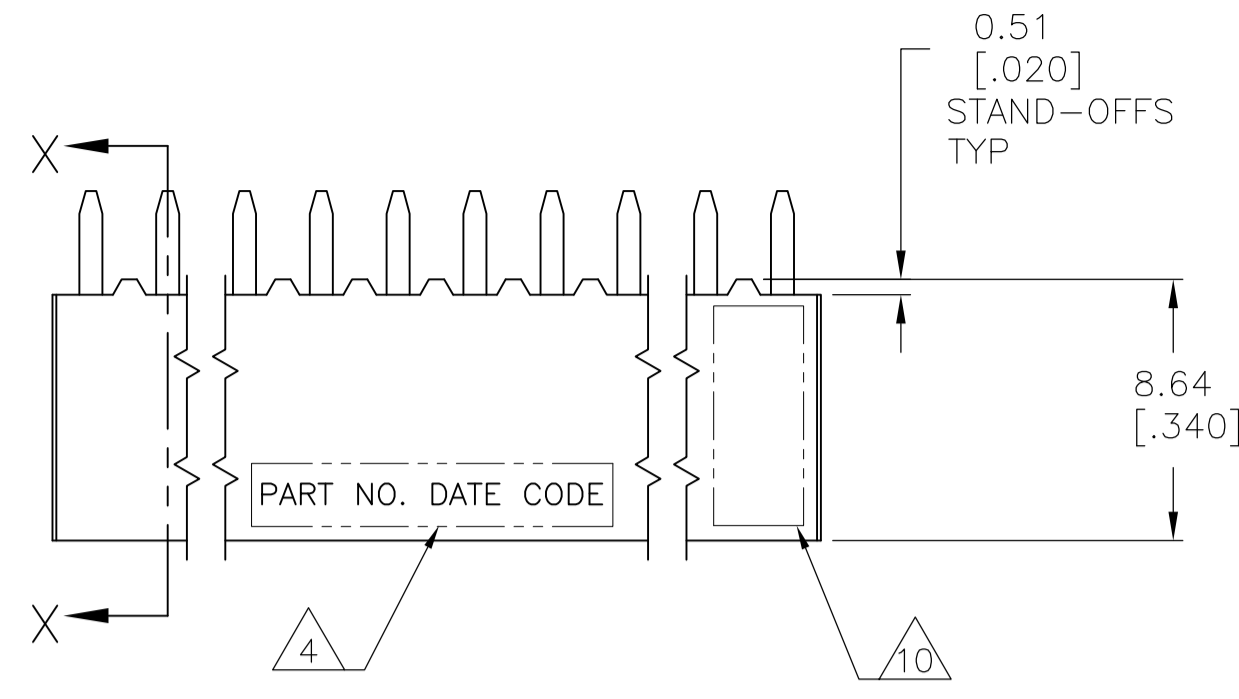 0.51
[.020]
STAND-OFFS
TYP
X
8.64
[.340]
PART NO. DATE CODE
X
4
10